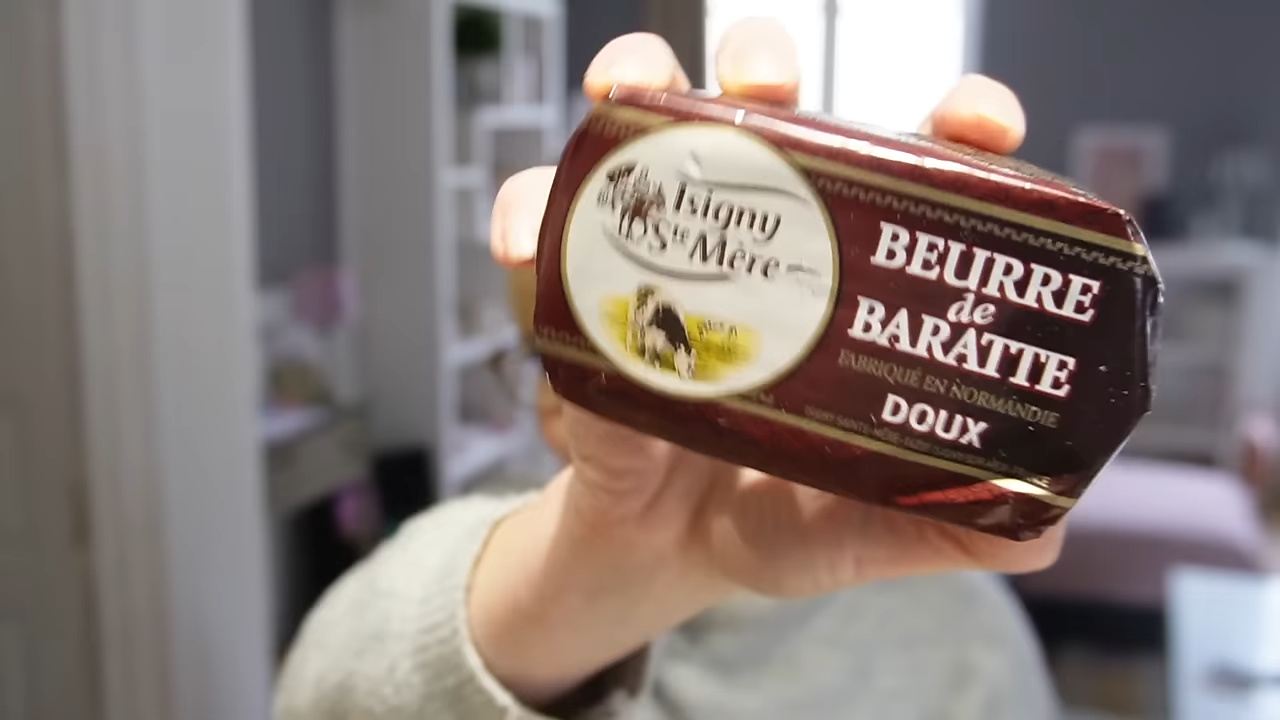 Isigny
Ste Mère
BEURRE
de
BARATTE
FABRIQUÉ EN NORMANDIE
DOUX